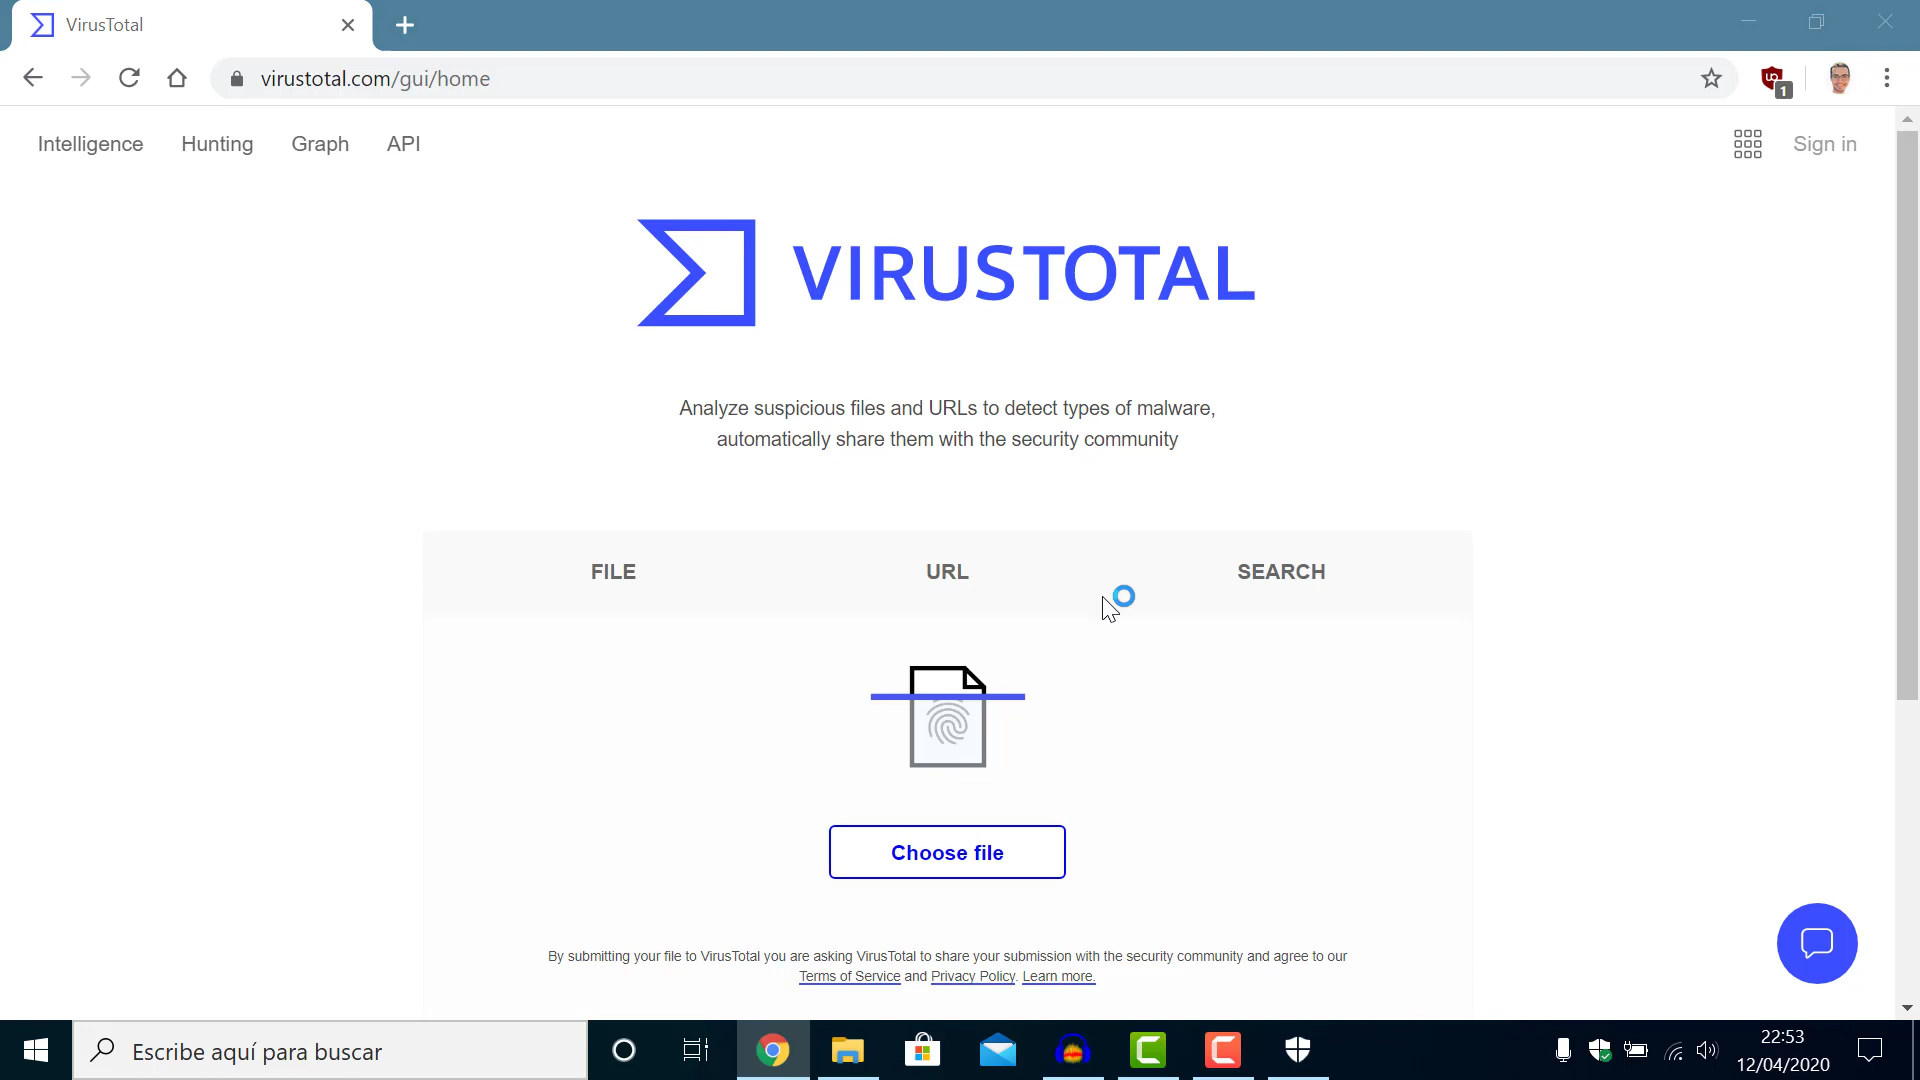 VirusTotal
virustotal.com/gui/home
1
Intelligence Hunting Graph API Sign in
VIRUSTOTAL
Analyze suspicious files and URLs to detect types of malware,
automatically share them with the security community
FILE URL SEARCH
Choose file
By submitting your file to VirusTotal you are asking VirusTotal to share your submission with the security community and agree to our
Terms of Service and Privacy Policy. Learn more.
Escribe aquí para buscar
22:53
12/04/2020